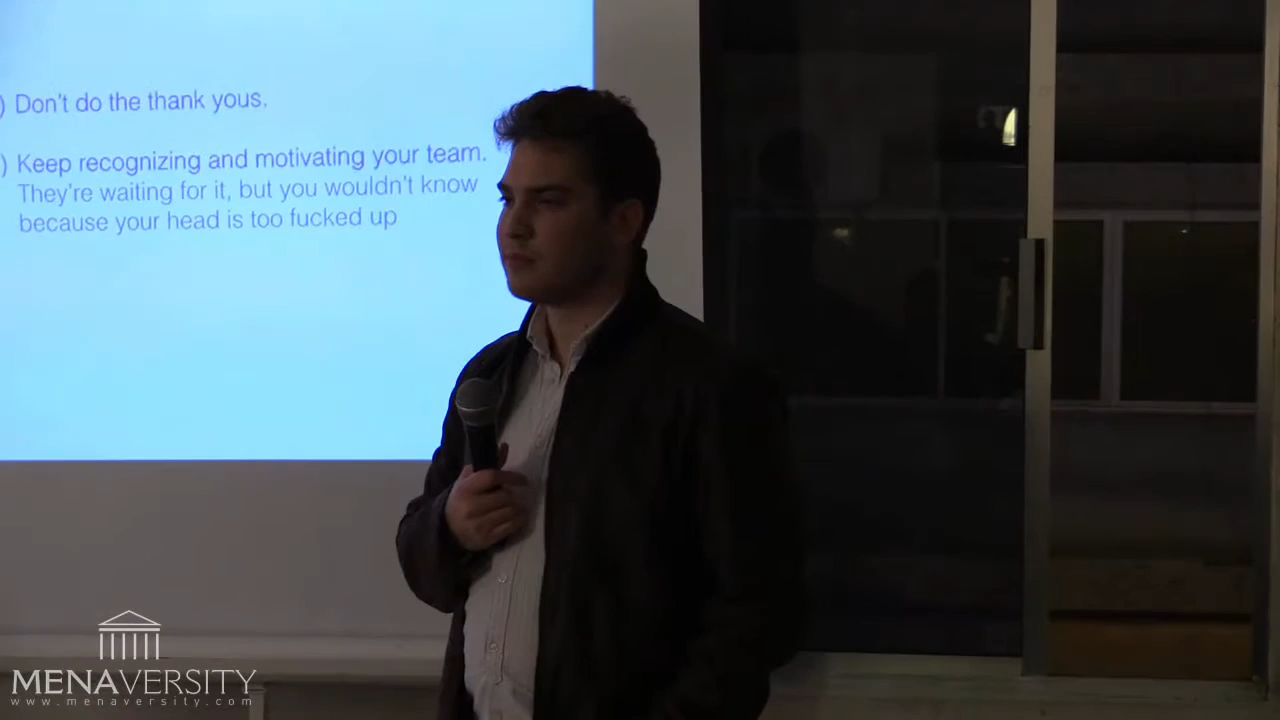 ) Don't do the thank yous.
) Keep recognizing and motivating your team.
They're waiting for it, but you wouldn't know
because your head is too fucked up
MENAVERSITY
www.menaversity.com